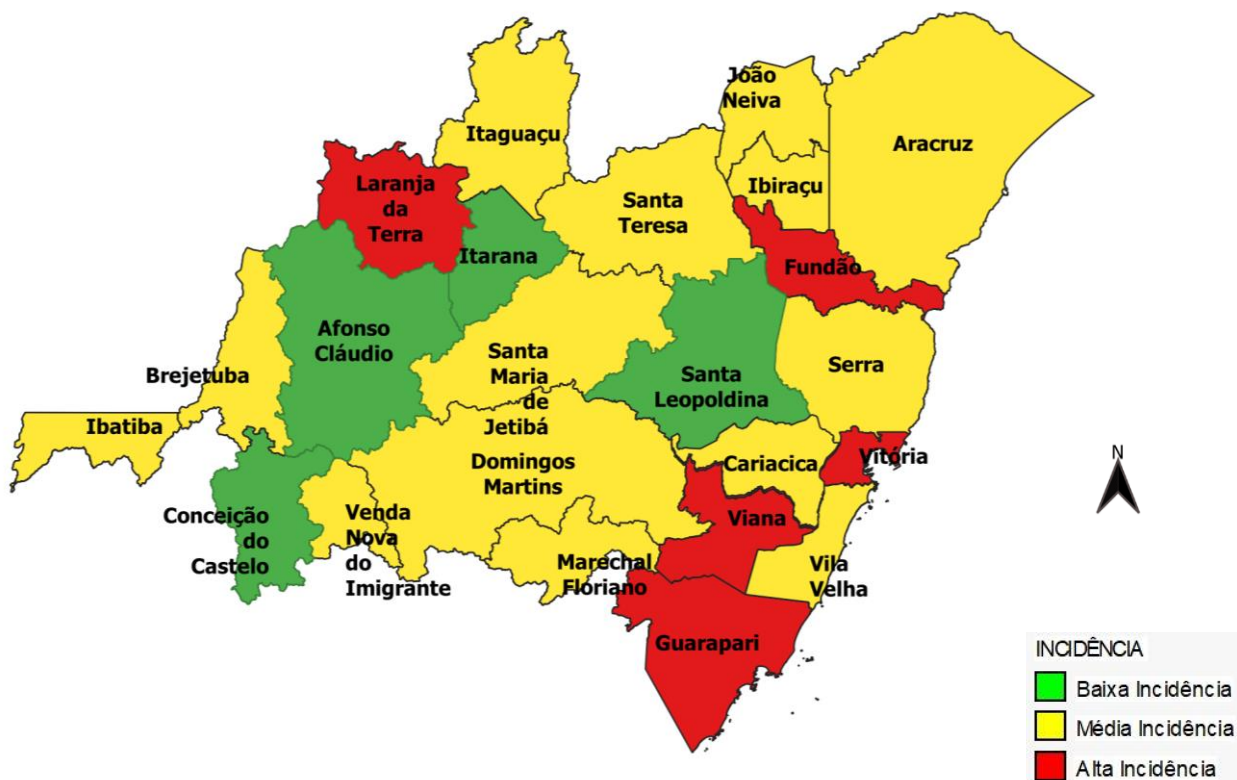 João
Neiva
Itaguaçu
Aracruz
Laranja
da
Terra
Ibiraçu
Santa
Teresa
Itarana
Fundão
Afonso
Cláudio
Santa
Maria
de
Jetibá
Santa
Leopoldina
Serra
Brejetuba
Ibatiba
Domingos
Martins
Cariacica
Vitória
Conceição
do
Castelo
Venda
Nova
do
Imigrante
Viana
Marechal
Floriano
Vila
Velha
Guarapari
N
INCIDÊNCIA
Baixa Incidência
Média Incidência
Alta Incidência